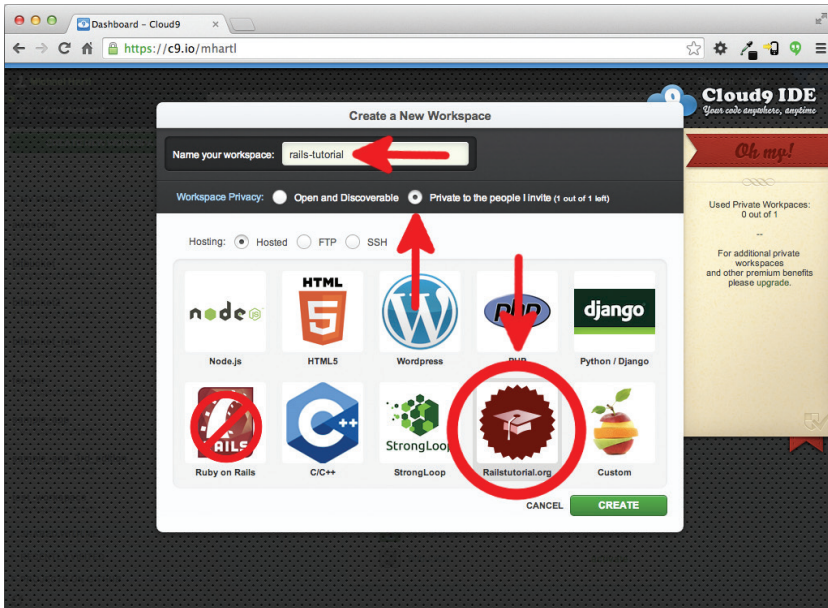 Dashboard – Cloud9
https://c9.io/mhartl
Cloud9 IDE
Your code anywhere, anytime
Create a New Workspace
Name your workspace: rails-tutorial
Workspace Privacy: Open and Discoverable Private to the people I invite (1 out of 1 left)
Hosting: Hosted FTP SSH
node JS
HTML
5
W
php
django
Node.js HTML5 Wordpress PHP Python / Django
RAILS
C++
StrongLoop
Ruby on Rails C/C++ StrongLoop Railstutorial.org Custom
CANCEL CREATE
Oh my!
Used Private Workpaces:
0 out of 1
--
For additional private
workspaces
and other premium benefits
please upgrade.